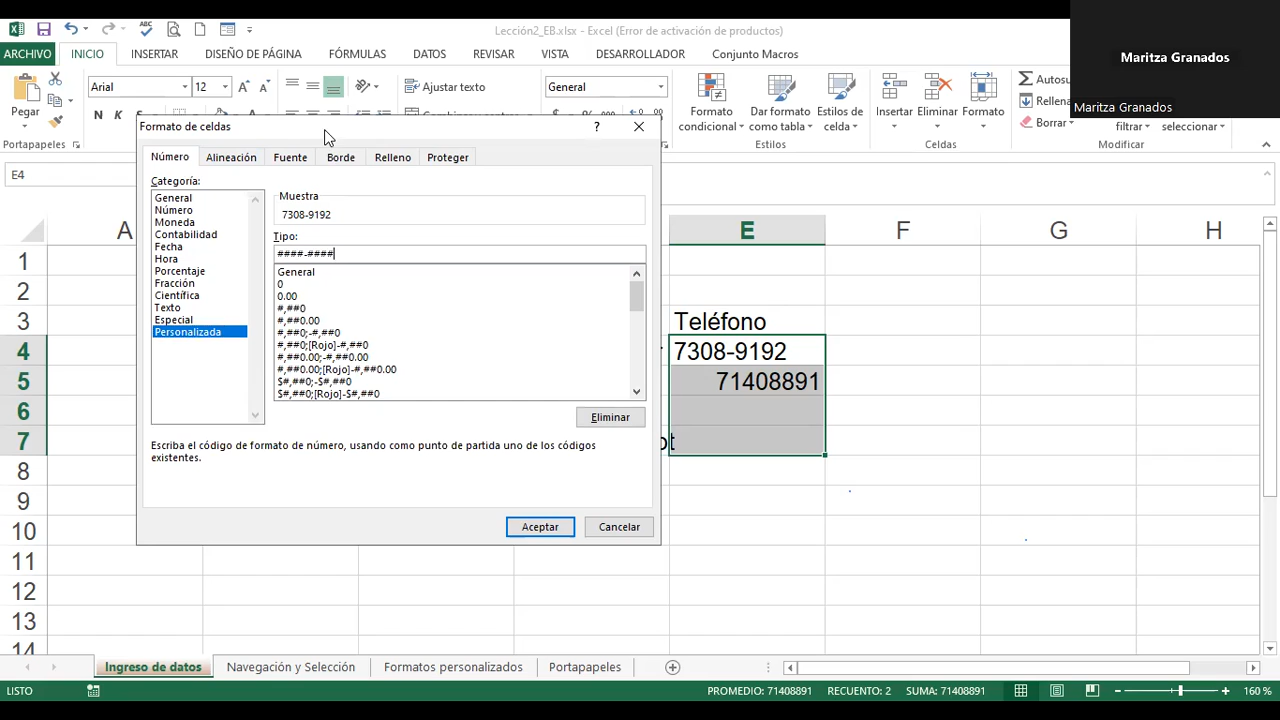 Lección2_EB.xlsx - Excel (Error de activación de productos)
Maritza Granados
Maritza Granados
ARCHIVO INICIO INSERTAR DISEÑO DE PÁGINA FÓRMULAS DATOS REVISAR VISTA DESARROLLADOR Conjunto Macros
Pegar
Portapapeles
Arial 12
N
Ajustar texto
General
Formato condicional
Dar formato como tabla
Estilos de celda
Estilos
Insertar Eliminar Formato
Celdas
Autosu
Rellena
Borrar
filtrar seleccionar
Modificar
E4
A E F G H
1
2
3 Teléfono
4 7308-9192
5 71408891
6
7
8
9
10
11
12
13
14
Formato de celdas ?
Número Alineación Fuente Borde Relleno Proteger
Categoría:
General
Número
Moneda
Contabilidad
Fecha
Hora
Porcentaje
Fracción
Científica
Texto
Especial
Personalizada
Muestra
7308-9192
Tipo:
####-####
General
0
0.00
#,##0
#,##0.00
#,##0;-#,##0
#,##0;[Rojo]-#,##0
#,##0.00;-#,##0.00
#,##0.00;[Rojo]-#,##0.00
$#,##0;-$#,##0
$#,##0;[Rojo]-$#,##0
Eliminar
Escriba el código de formato de número, usando como punto de partida uno de los códigos
existentes.
Aceptar Cancelar
Ingreso de datos Navegación y Selección Formatos personalizados Portapapeles
LISTO PROMEDIO: 71408891 RECUENTO: 2 SUMA: 71408891 160 %